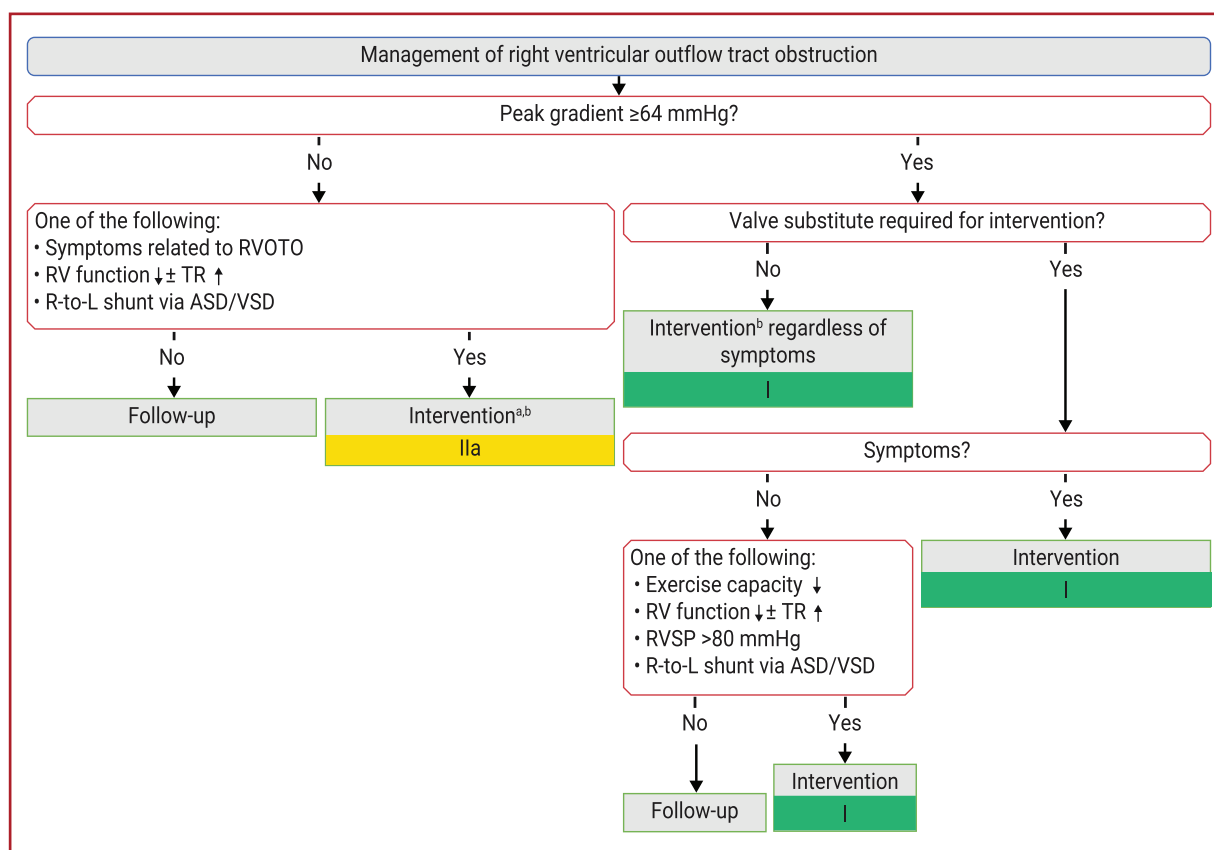 Management of right ventricular outflow tract obstruction
Peak gradient ≥64 mmHg?
No
Yes
One of the following:
• Symptoms related to RVOTO
• RV function ↓ ± TR ↑
• R-to-L shunt via ASD/VSD
Valve substitute required for intervention?
No
Yes
Intervention^b regardless of
symptoms
I
No
Yes
Follow-up
Intervention^a,b
IIa
Symptoms?
No
Yes
One of the following:
• Exercise capacity ↓
• RV function ↓ ± TR ↑
• RVSP >80 mmHg
• R-to-L shunt via ASD/VSD
Intervention
I
No
Yes
Follow-up
Intervention
I